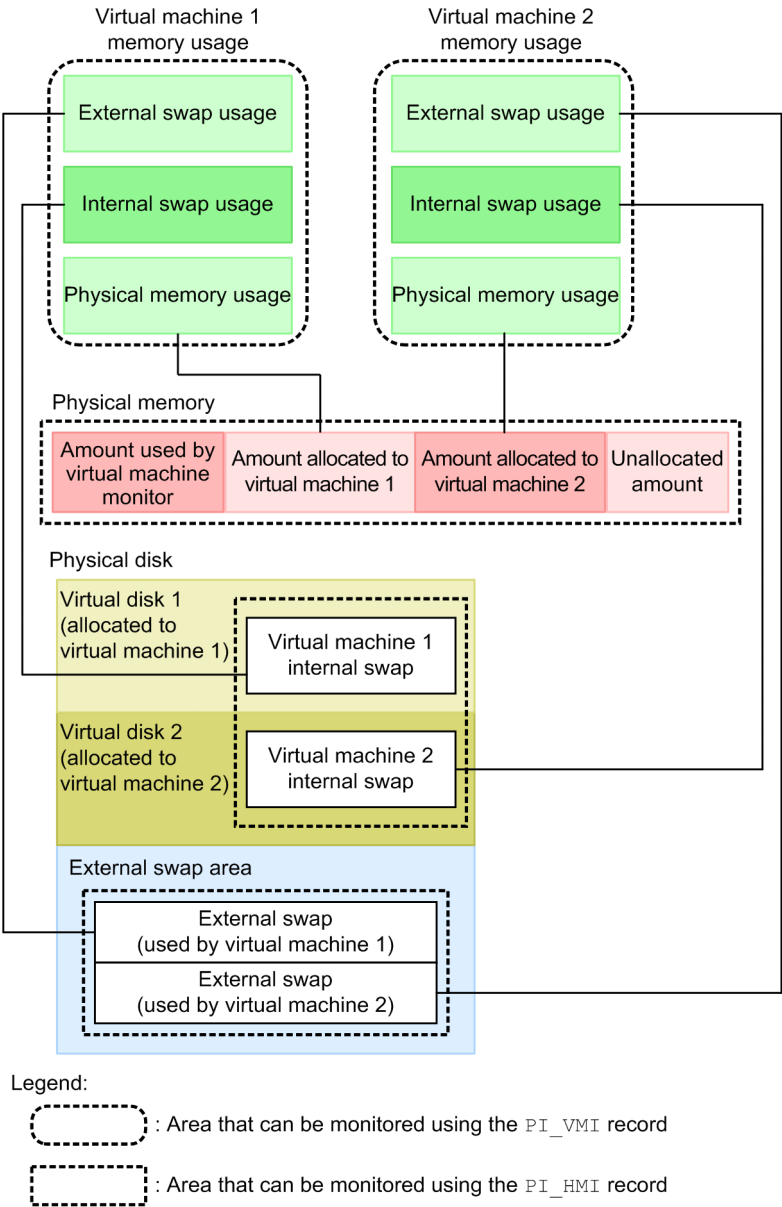 Virtual machine 1
memory usage
Virtual machine 2
memory usage
External swap usage
External swap usage
Internal swap usage
Internal swap usage
Physical memory usage
Physical memory usage
Physical memory
Amount used by
virtual machine
monitor
Amount allocated to
virtual machine 1
Amount allocated to
virtual machine 2
Unallocated
amount
Physical disk
Virtual disk 1
(allocated to
virtual machine 1)
Virtual machine 1
internal swap
Virtual disk 2
(allocated to
virtual machine 2)
Virtual machine 2
internal swap
External swap area
External swap
(used by virtual machine 1)
External swap
(used by virtual machine 2)
Legend:
: Area that can be monitored using the PI_VMI record
: Area that can be monitored using the PI_HMI record